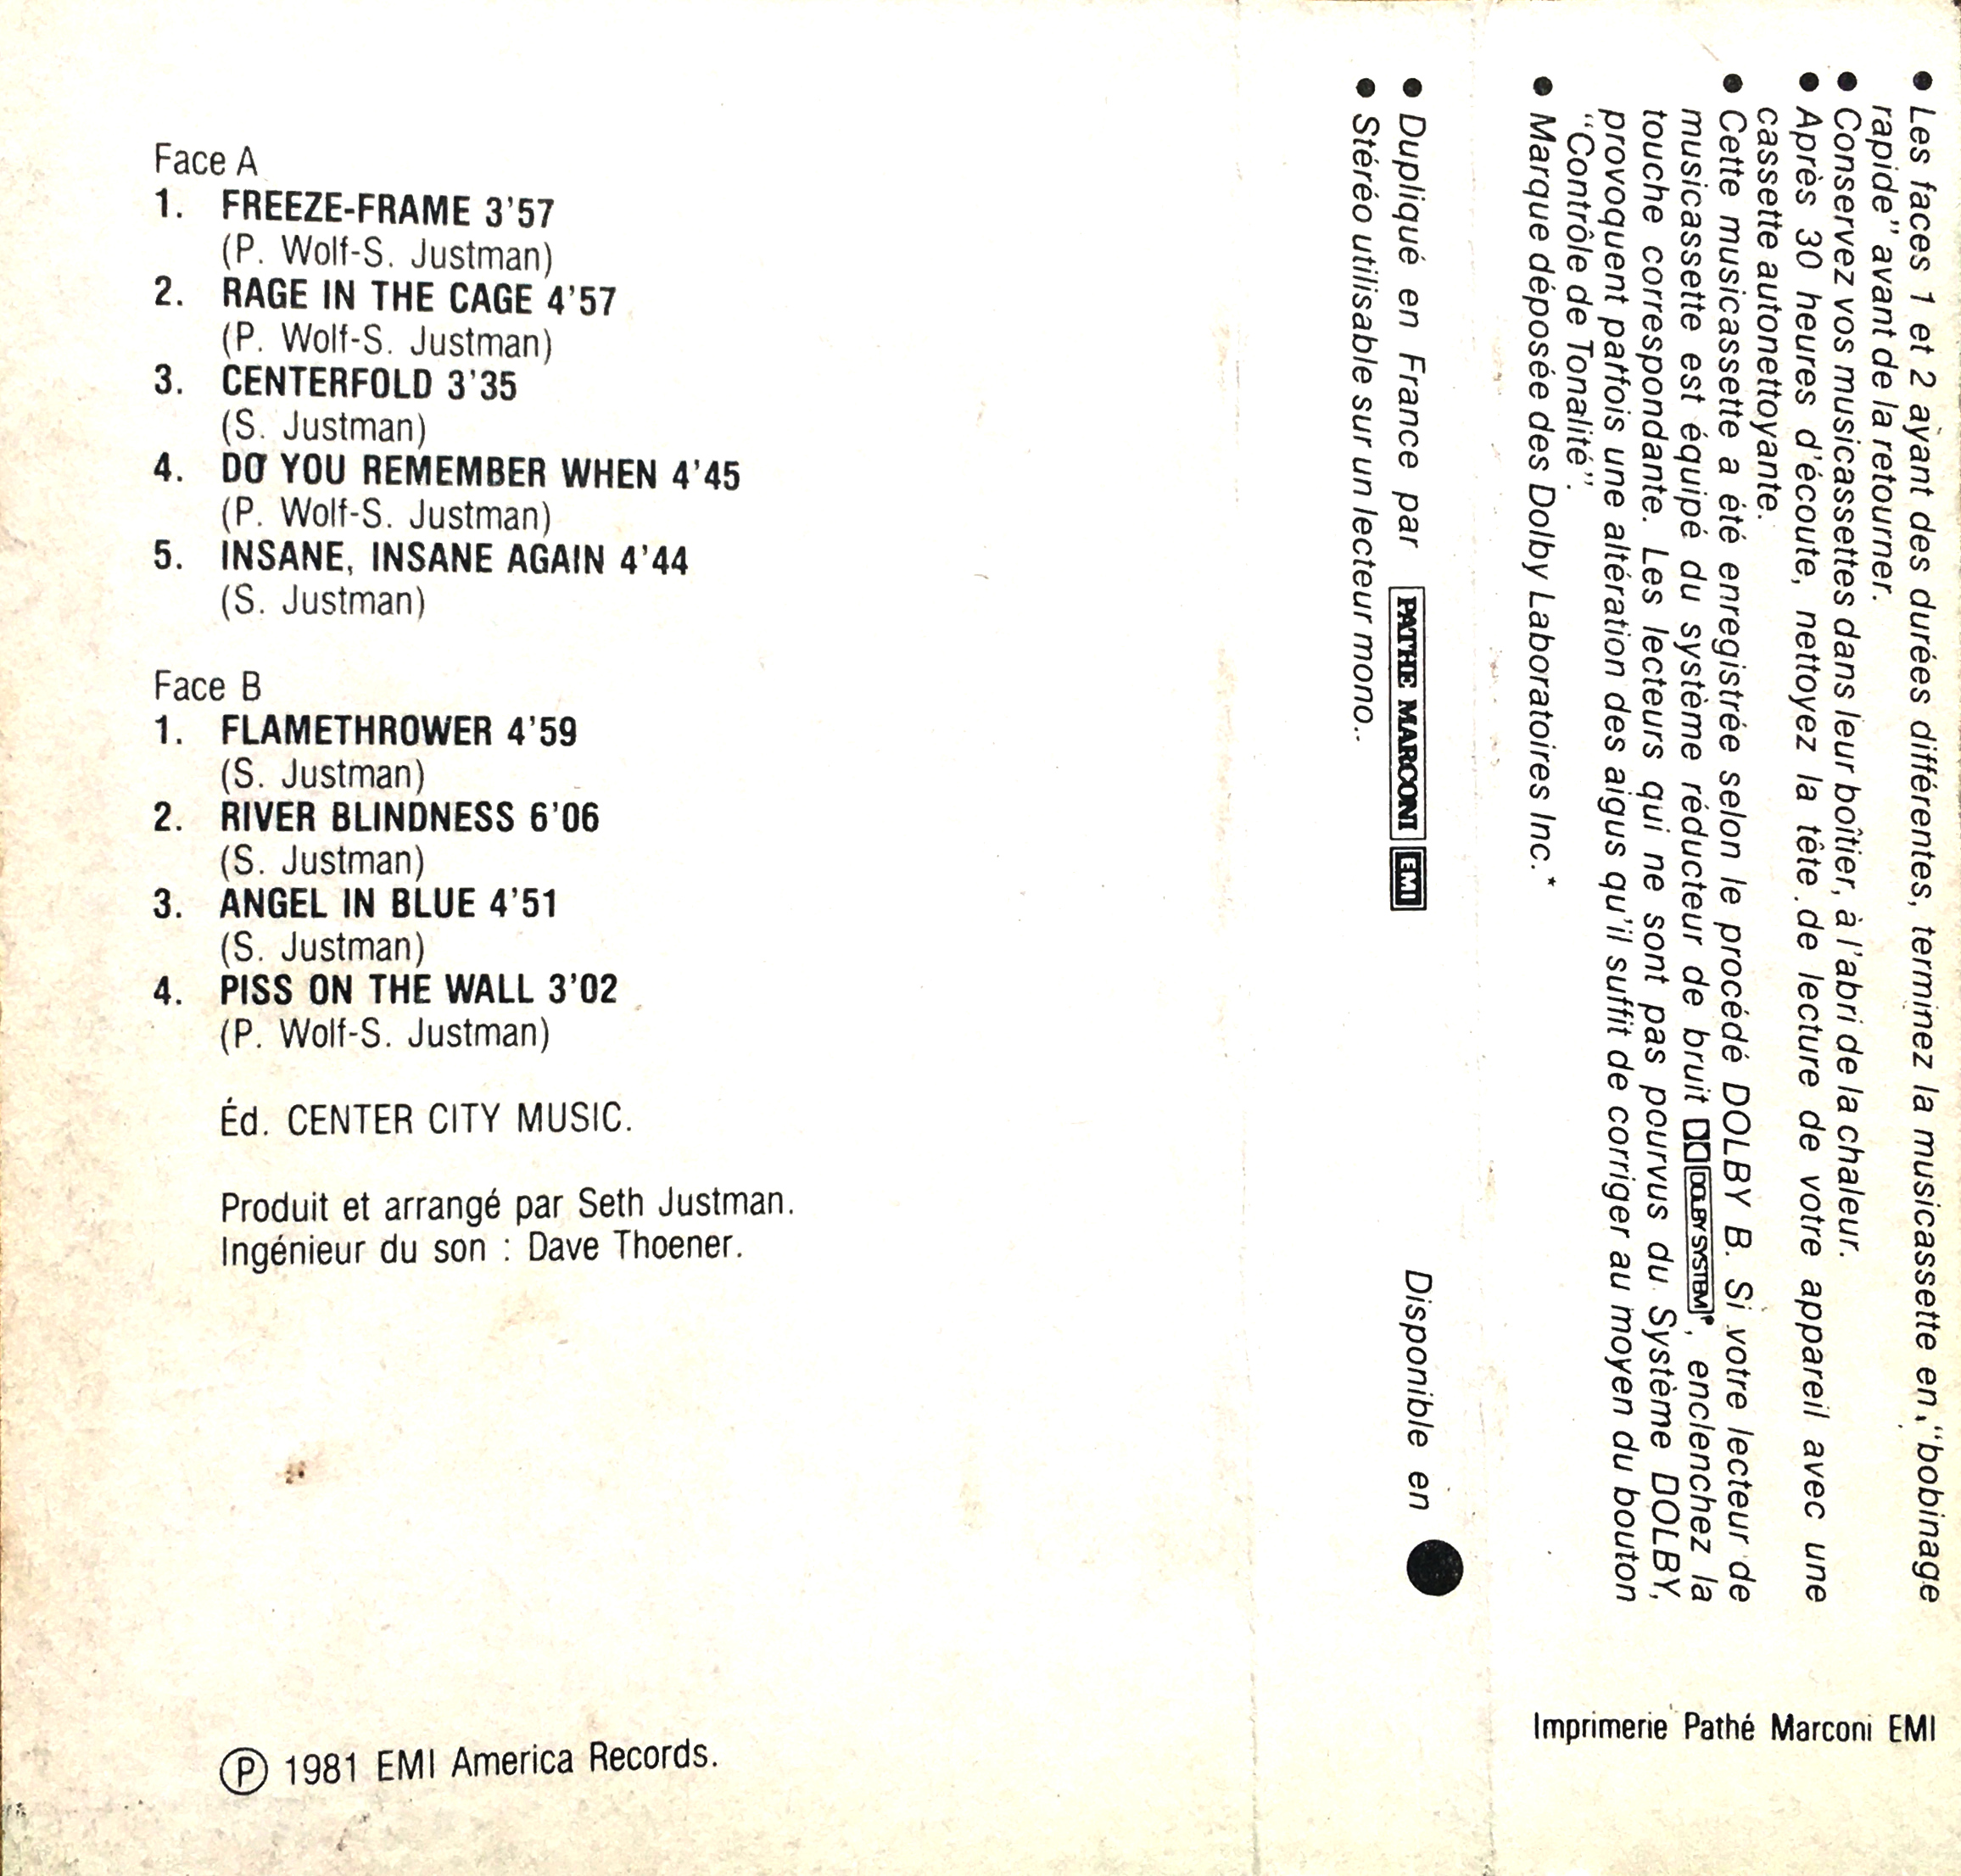 Face A
1. FREEZE-FRAME 3'57
(P. Wolf-S. Justman)
2. RAGE IN THE CAGE 4'57
(P. Wolf-S. Justman)
3. CENTERFOLD 3'35
(S. Justman)
4. DO YOU REMEMBER WHEN 4'45
(P. Wolf-S. Justman)
5. INSANE, INSANE AGAIN 4'44
(S. Justman)
Face B
1. FLAMETHROWER 4'59
(S. Justman)
2. RIVER BLINDNESS 6'06
(S. Justman)
3. ANGEL IN BLUE 4'51
(S. Justman)
4. PISS ON THE WALL 3'02
(P. Wolf-S. Justman)
Éd. CENTER CITY MUSIC.
Produit et arrangé par Seth Justman.
Ingénieur du son : Dave Thoener.
Ⓟ 1981 EMI America Records.
• Les faces 1 et 2 ayant des durées différentes, terminez la musicassette en "bobinage
rapide" avant de la retourner.
• Conservez vos musicassettes dans leur boîtier, à l'abri de la chaleur.
• Après 30 heures d'écoute, nettoyez la tête de lecture de votre appareil avec une
cassette autonettoyante.
• Cette musicassette a été enregistrée selon le procédé DOLBY B. Si votre lecteur de
musicassette est équipé du système réducteur de bruit DOLBY SYSTEM®, enclenchez la
touche correspondante. Les lecteurs qui ne sont pas pourvus du Système DOLBY,
provoquent parfois une altération des aigus qu'il suffit de corriger au moyen du bouton
"Contrôle de Tonalité".
• Marque déposée des Dolby Laboratoires Inc.*
• Dupliqué en France par PATHE MARCONI EMI Disponible en ●
• Stéréo utilisable sur un lecteur mono.
Imprimerie Pathé Marconi EMI